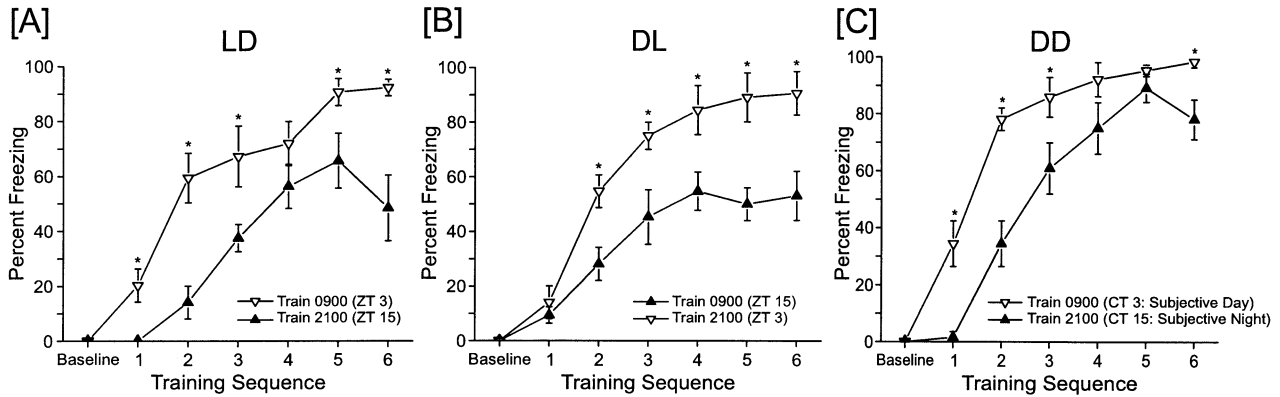 [A]
LD
Percent Freezing
100
80
60
40
20
0
* * * * *
Train 0900 (ZT 3)
Train 2100 (ZT 15)
Baseline 1 2 3 4 5 6
Training Sequence
[B]
DL
Percent Freezing
100
80
60
40
20
0
* * * * *
Train 0900 (ZT 15)
Train 2100 (ZT 3)
Baseline 1 2 3 4 5 6
Training Sequence
[C]
DD
Percent Freezing
100
80
60
40
20
0
* * * *
Train 0900 (CT 3: Subjective Day)
Train 2100 (CT 15: Subjective Night)
Baseline 1 2 3 4 5 6
Training Sequence